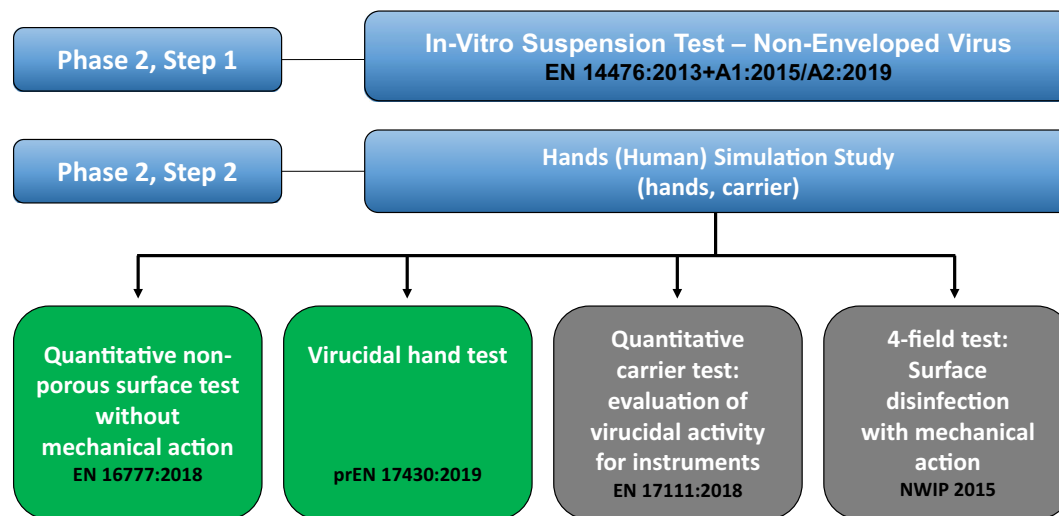 Phase 2, Step 1
In-Vitro Suspension Test – Non-Enveloped Virus
EN 14476:2013+A1:2015/A2:2019
Phase 2, Step 2
Hands (Human) Simulation Study
(hands, carrier)
Quantitative non-
porous surface test
without
mechanical action
EN 16777:2018
Virucidal hand test
prEN 17430:2019
Quantitative
carrier test:
evaluation of
virucidal activity
for instruments
EN 17111:2018
4-field test:
Surface
disinfection
with mechanical
action
NWIP 2015